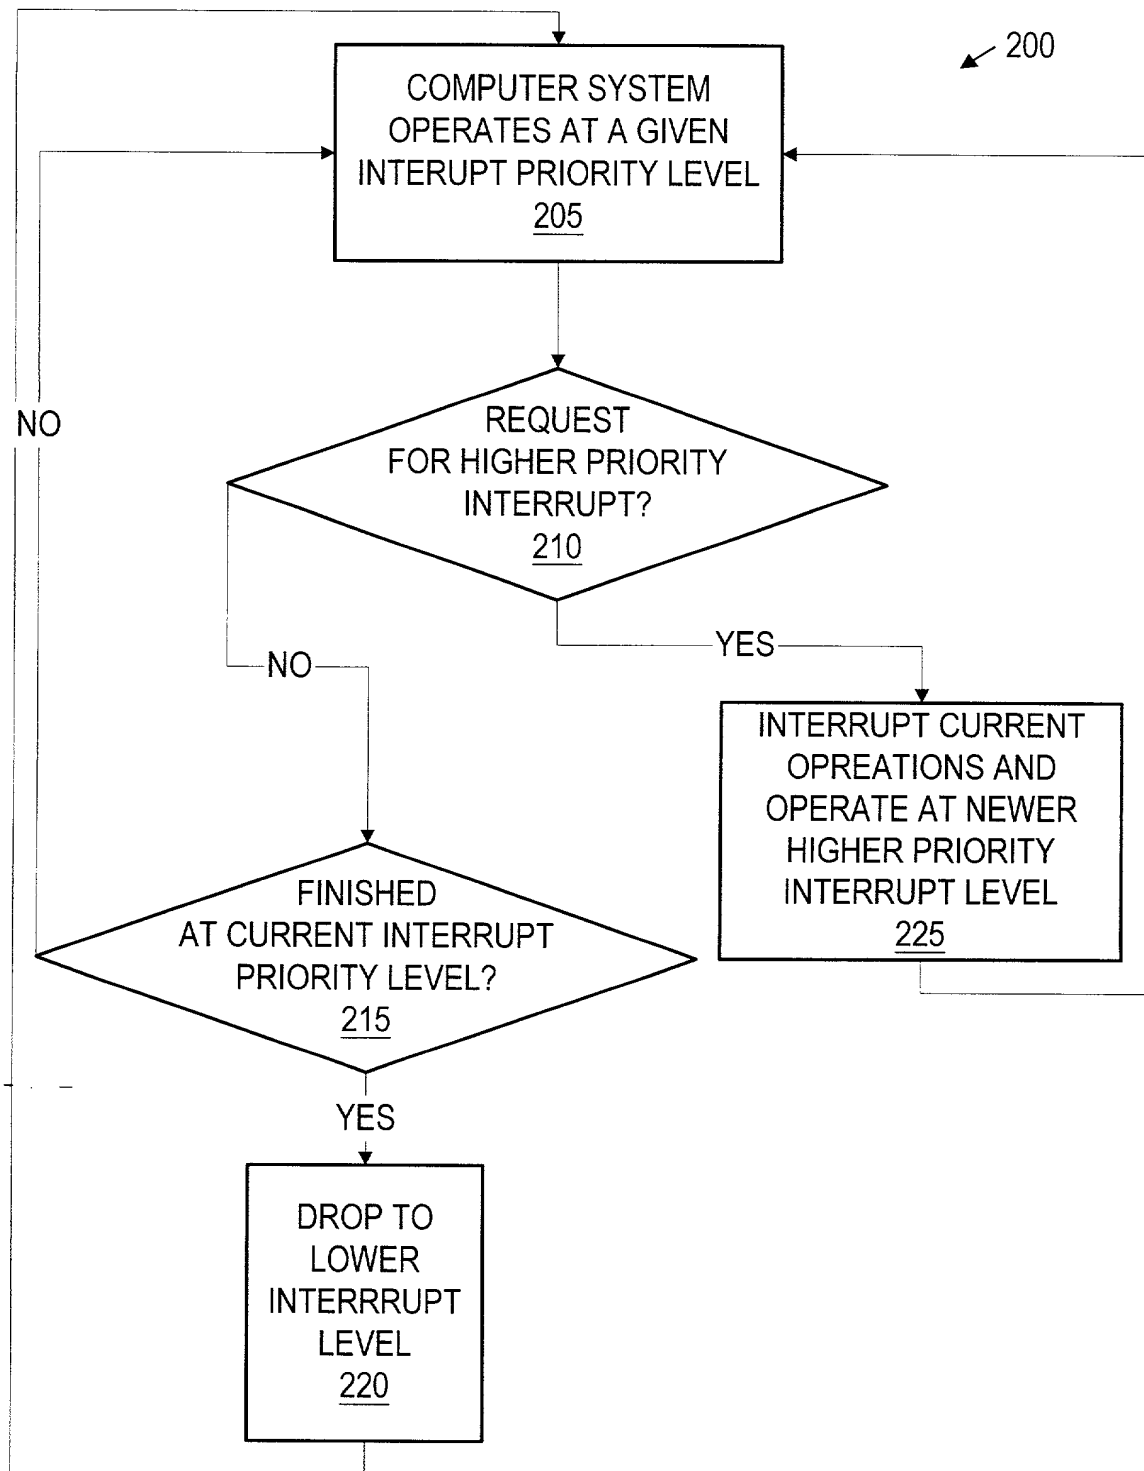 200
COMPUTER SYSTEM
OPERATES AT A GIVEN
INTERUPT PRIORITY LEVEL
205
NO
REQUEST
FOR HIGHER PRIORITY
INTERRUPT?
210
YES
NO
INTERRUPT CURRENT
OPREATIONS AND
OPERATE AT NEWER
HIGHER PRIORITY
INTERRUPT LEVEL
225
FINISHED
AT CURRENT INTERRUPT
PRIORITY LEVEL?
215
YES
DROP TO
LOWER
INTERRRUPT
LEVEL
220